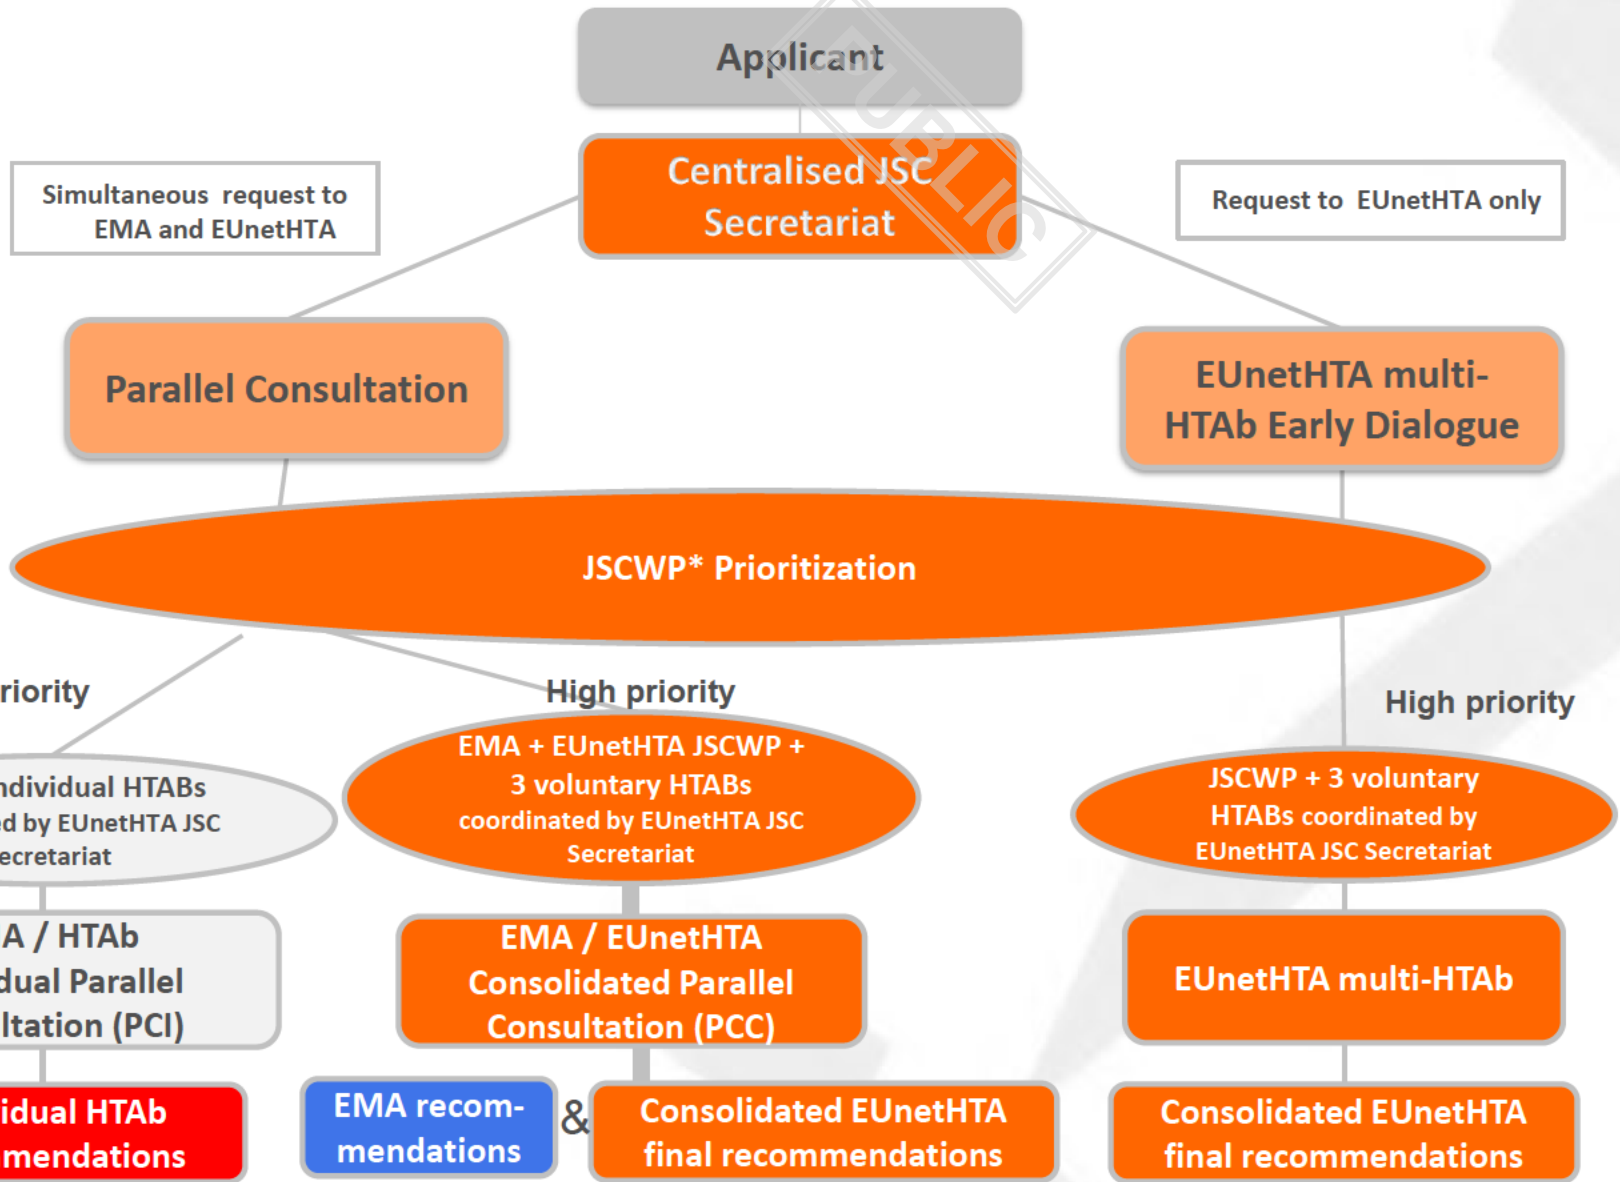 Applicant
PUBLIC
Centralised JSC
Secretariat
Simultaneous request to
EMA and EUnetHTA
Request to EUnetHTA only
Parallel Consultation
EUnetHTA multi-
HTAb Early Dialogue
JSCWP* Prioritization
riority
High priority
High priority
ndividual HTABs
ed by EUnetHTA JSC
ecretariat
EMA + EUnetHTA JSCWP +
3 voluntary HTABs
coordinated by EUnetHTA JSC
Secretariat
JSCWP + 3 voluntary
HTABs coordinated by
EUnetHTA JSC Secretariat
A / HTAb
dual Parallel
ltation (PCI)
EMA / EUnetHTA
Consolidated Parallel
Consultation (PCC)
EUnetHTA multi-HTAb
idual HTAb
mendations
EMA recom-
mendations
&
Consolidated EUnetHTA
final recommendations
Consolidated EUnetHTA
final recommendations